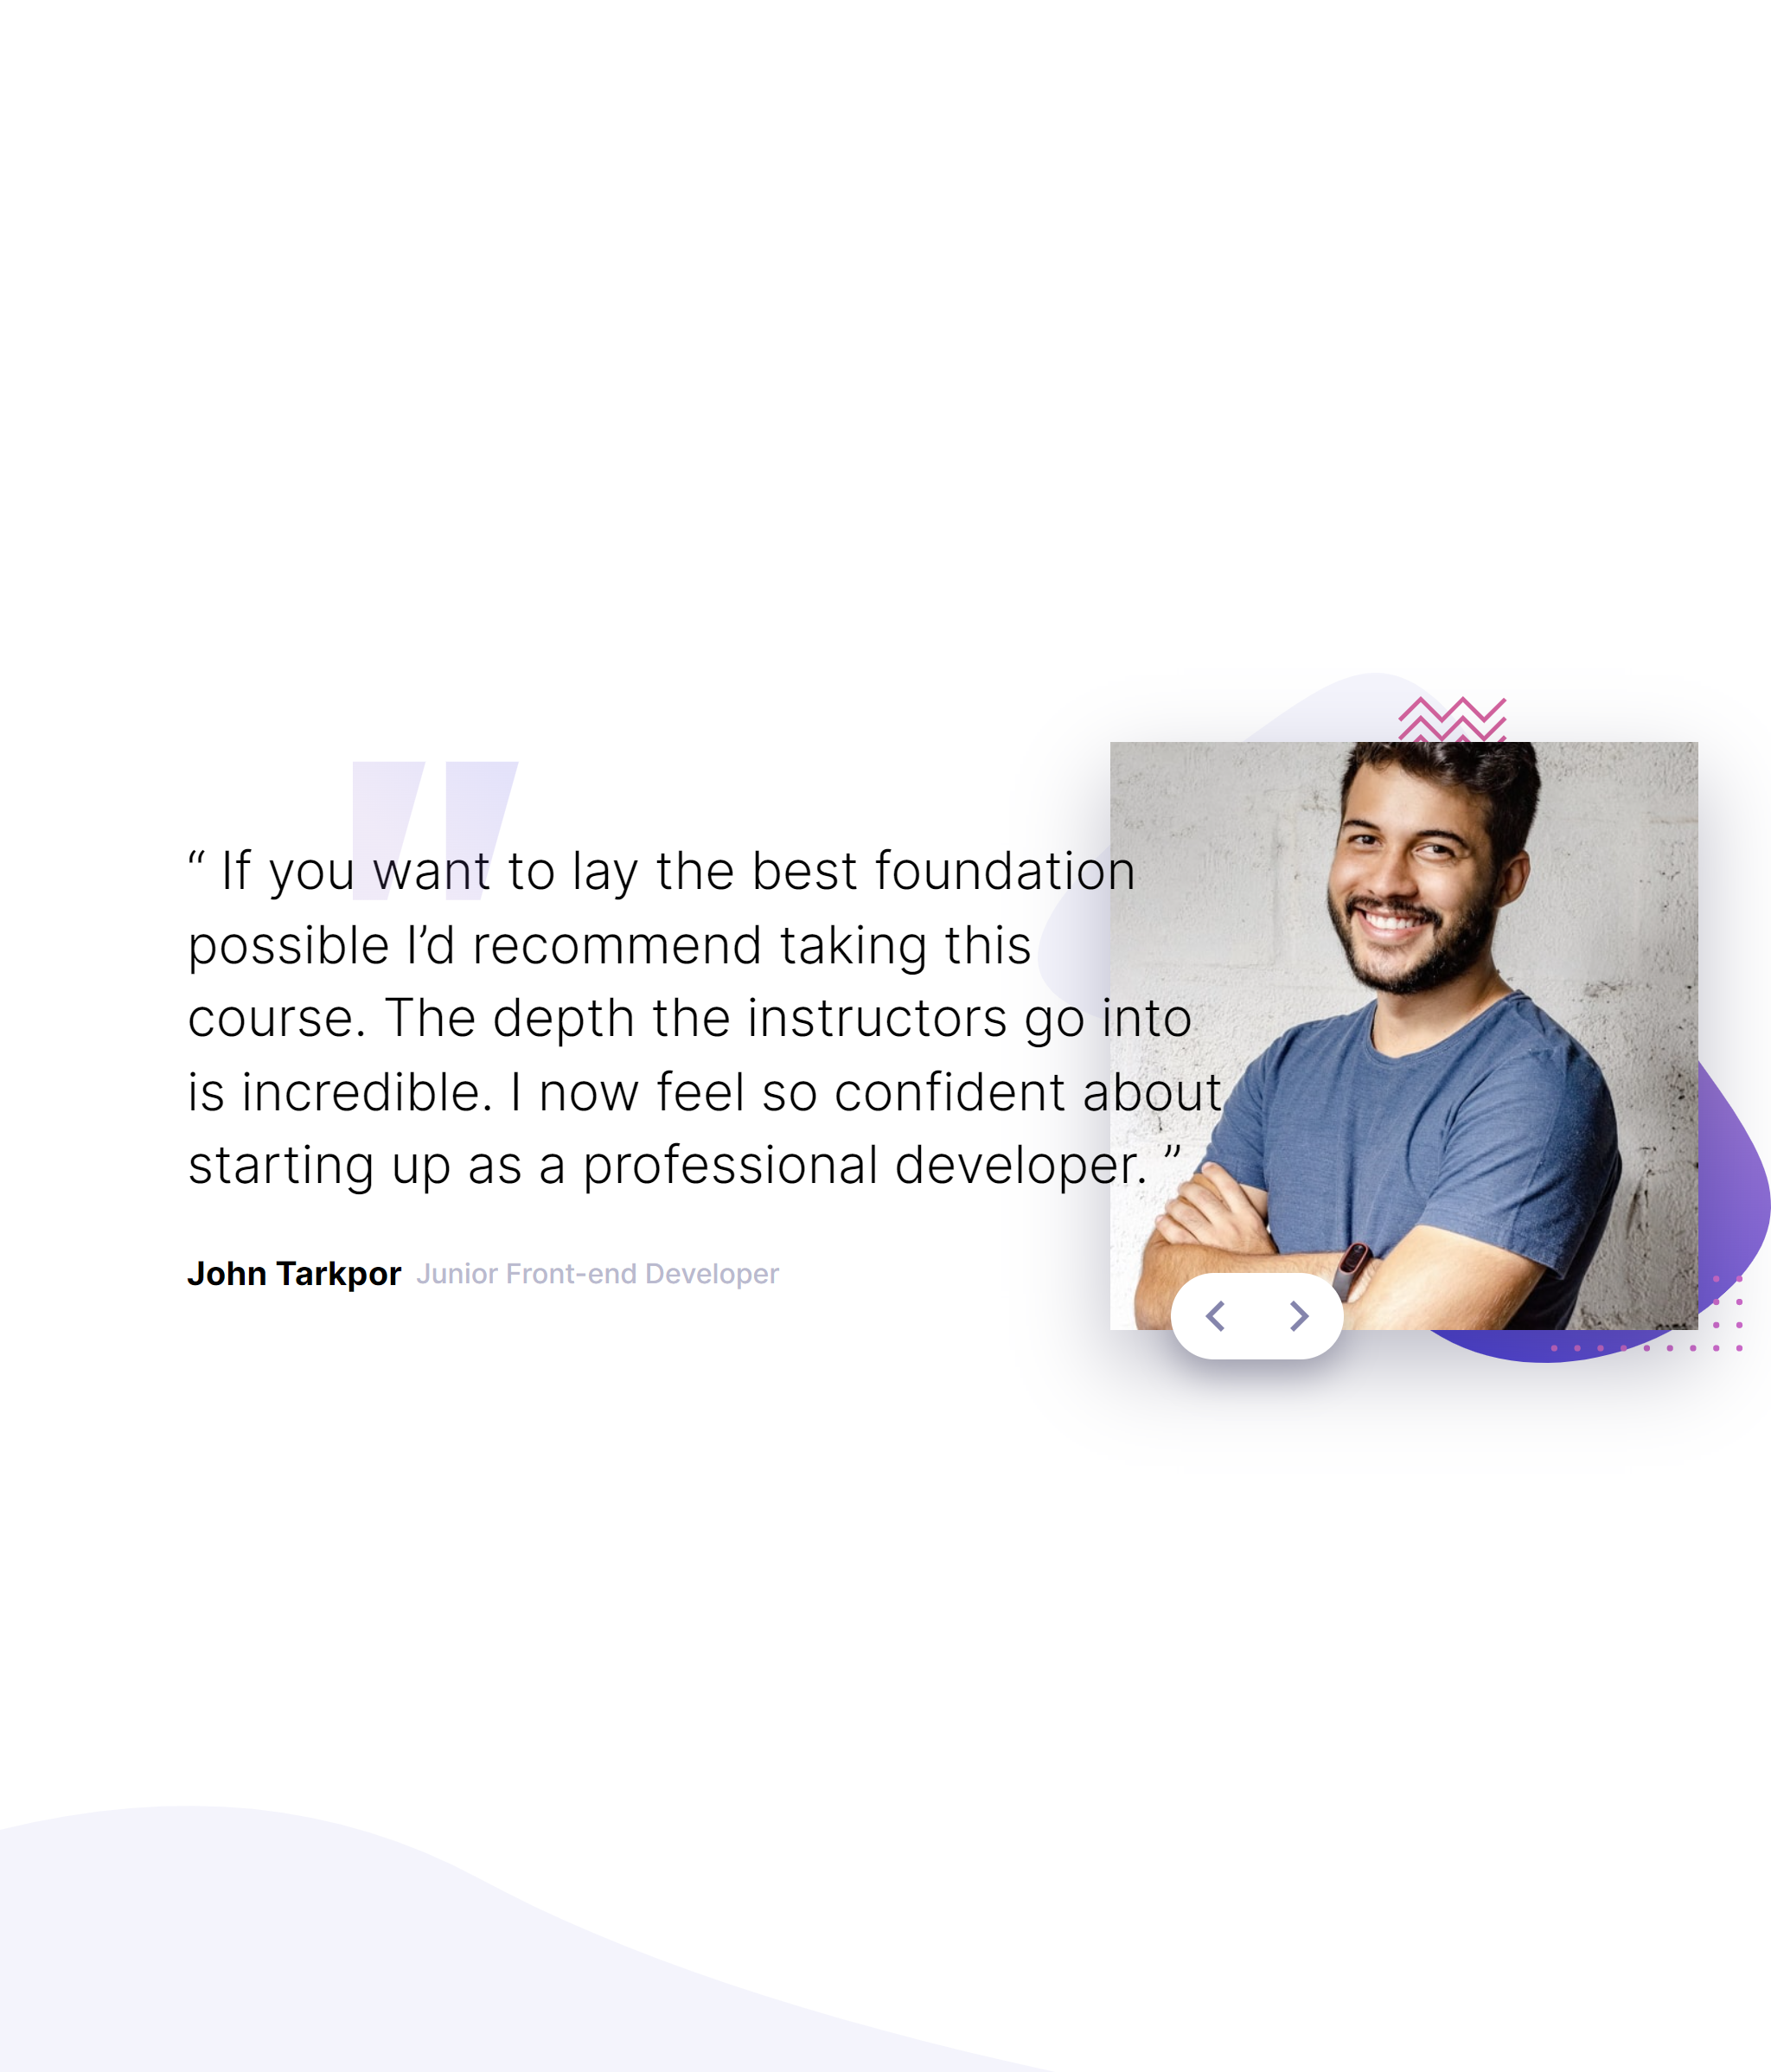 “ If you want to lay the best foundation
possible I’d recommend taking this
course. The depth the instructors go into
is incredible. I now feel so confident about
starting up as a professional developer. ”
John Tarkpor Junior Front-end Developer